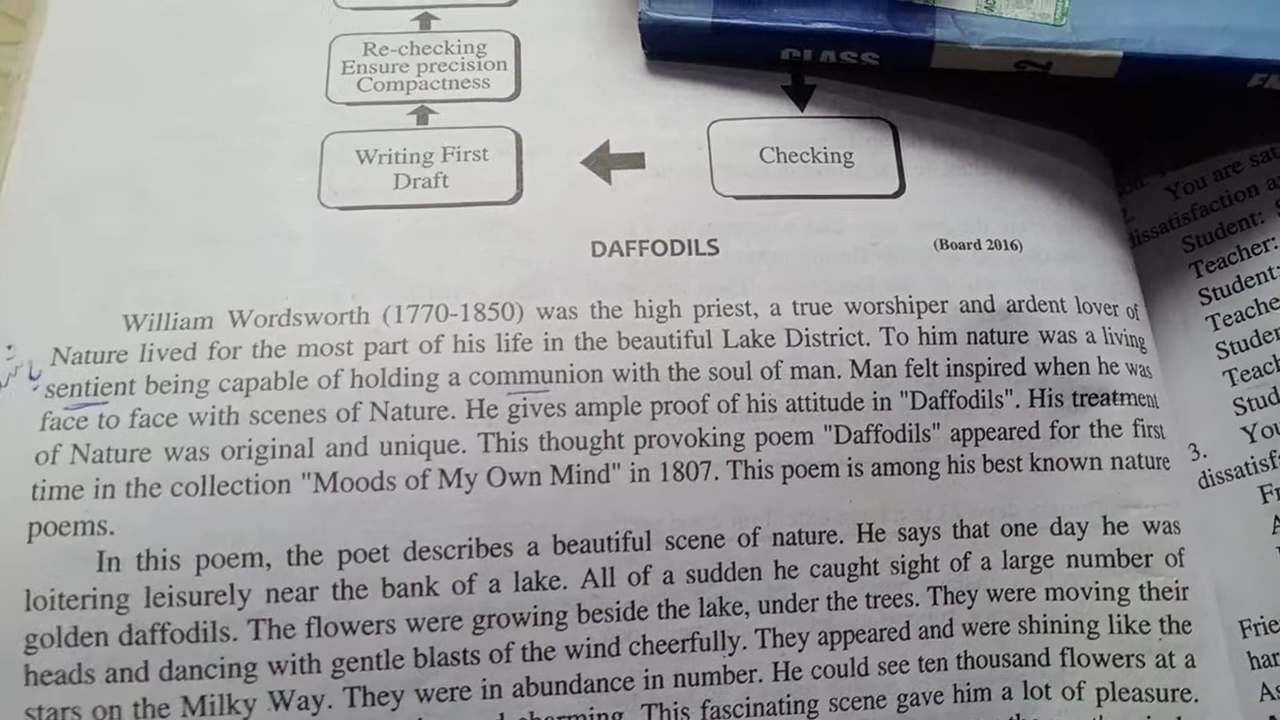 Re-checking
Ensure precision
Compactness
Writing First
Draft
CLASS
2
Checking
DAFFODILS
(Board 2016)
William Wordsworth (1770-1850) was the high priest, a true worshiper and ardent lover of
Nature lived for the most part of his life in the beautiful Lake District. To him nature was a living
sentient being capable of holding a communion with the soul of man. Man felt inspired when he was
face to face with scenes of Nature. He gives ample proof of his attitude in "Daffodils". His treatment
of Nature was original and unique. This thought provoking poem "Daffodils" appeared for the first
time in the collection "Moods of My Own Mind" in 1807. This poem is among his best known nature
poems.
In this poem, the poet describes a beautiful scene of nature. He says that one day he was
loitering leisurely near the bank of a lake. All of a sudden he caught sight of a large number of
golden daffodils. The flowers were growing beside the lake, under the trees. They were moving their
heads and dancing with gentle blasts of the wind cheerfully. They appeared and were shining like the
stars on the Milky Way. They were in abundance in number. He could see ten thousand flowers at a
This fascinating scene gave him a lot of pleasure.
You are sat
dissatisfaction a
Student:
Teacher:
Student:
Teache
Studen
Teach
Stud
3. You
dissatisf
Fr
A
Frie
har
As